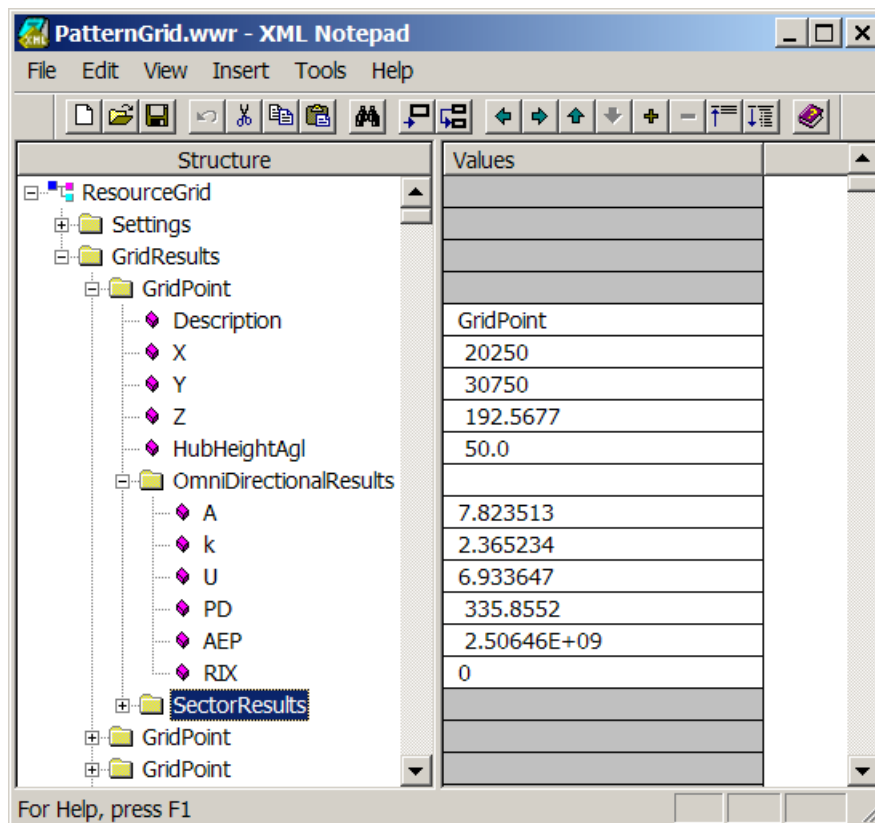 PatternGrid.wwr - XML Notepad
File Edit View Insert Tools Help
Structure Values
ResourceGrid
Settings
GridResults
GridPoint
Description GridPoint
X 20250
Y 30750
Z 192.5677
HubHeightAgl 50.0
OmniDirectionalResults
A 7.823513
k 2.365234
U 6.933647
PD 335.8552
AEP 2.50646E+09
RIX 0
SectorResults
GridPoint
GridPoint
For Help, press F1